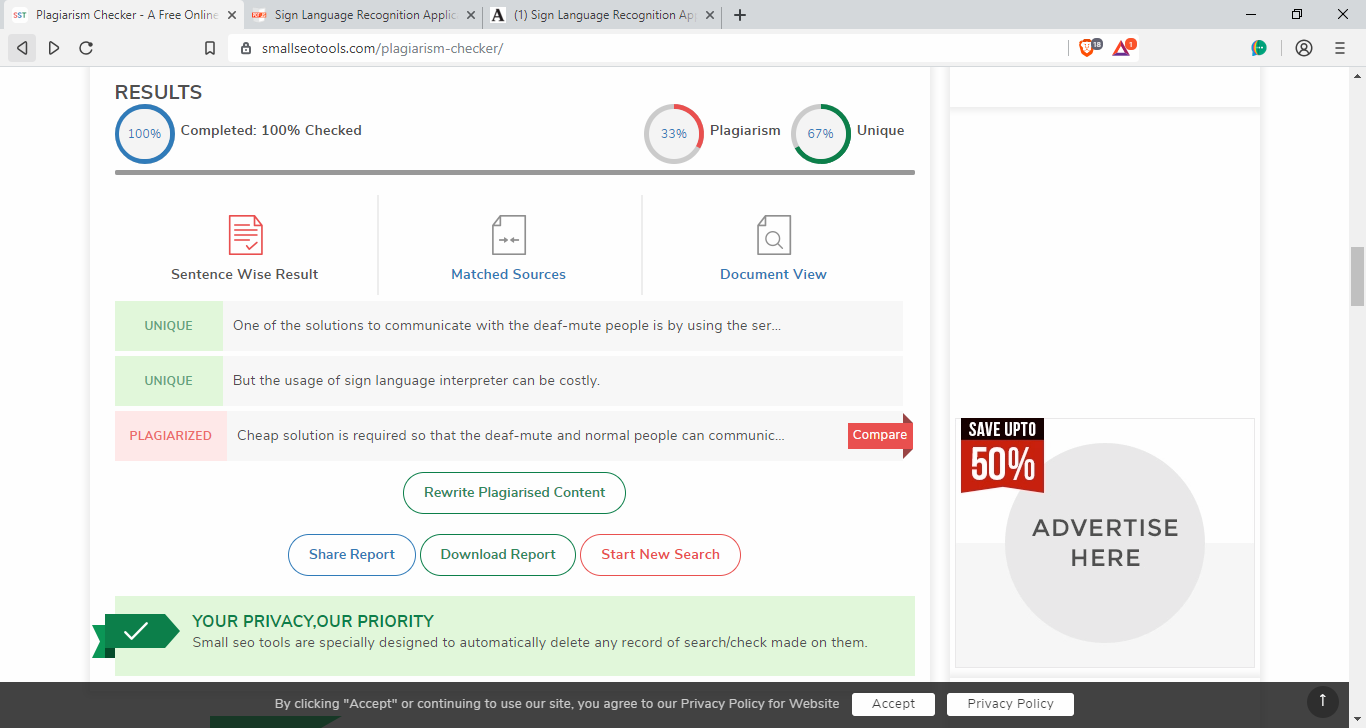 SST Plagiarism Checker - A Free Online
Sign Language Recognition Applic
A (1) Sign Language Recognition Ap
smallseotools.com/plagiarism-checker/
18
1
RESULTS
100% Completed: 100% Checked
33% Plagiarism
67% Unique
Sentence Wise Result
Matched Sources
Document View
UNIQUE One of the solutions to communicate with the deaf-mute people is by using the ser...
UNIQUE But the usage of sign language interpreter can be costly.
PLAGIARIZED Cheap solution is required so that the deaf-mute and normal people can communic...
Compare
Rewrite Plagiarised Content
Share Report
Download Report
Start New Search
YOUR PRIVACY,OUR PRIORITY
Small seo tools are specially designed to automatically delete any record of search/check made on them.
SAVE UPTO
50%
ADVERTISE
HERE
By clicking "Accept" or continuing to use our site, you agree to our Privacy Policy for Website
Accept
Privacy Policy